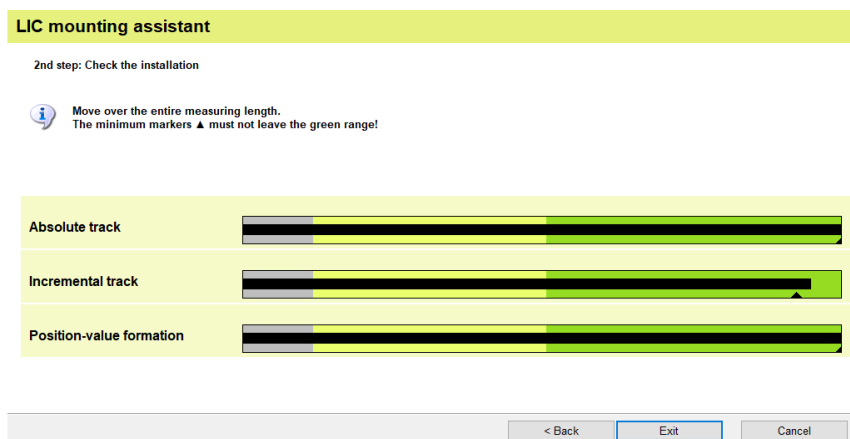 LIC mounting assistant
2nd step: Check the installation
Move over the entire measuring length.
The minimum markers ▲ must not leave the green range!
Absolute track
Incremental track
Position-value formation
< Back
Exit
Cancel